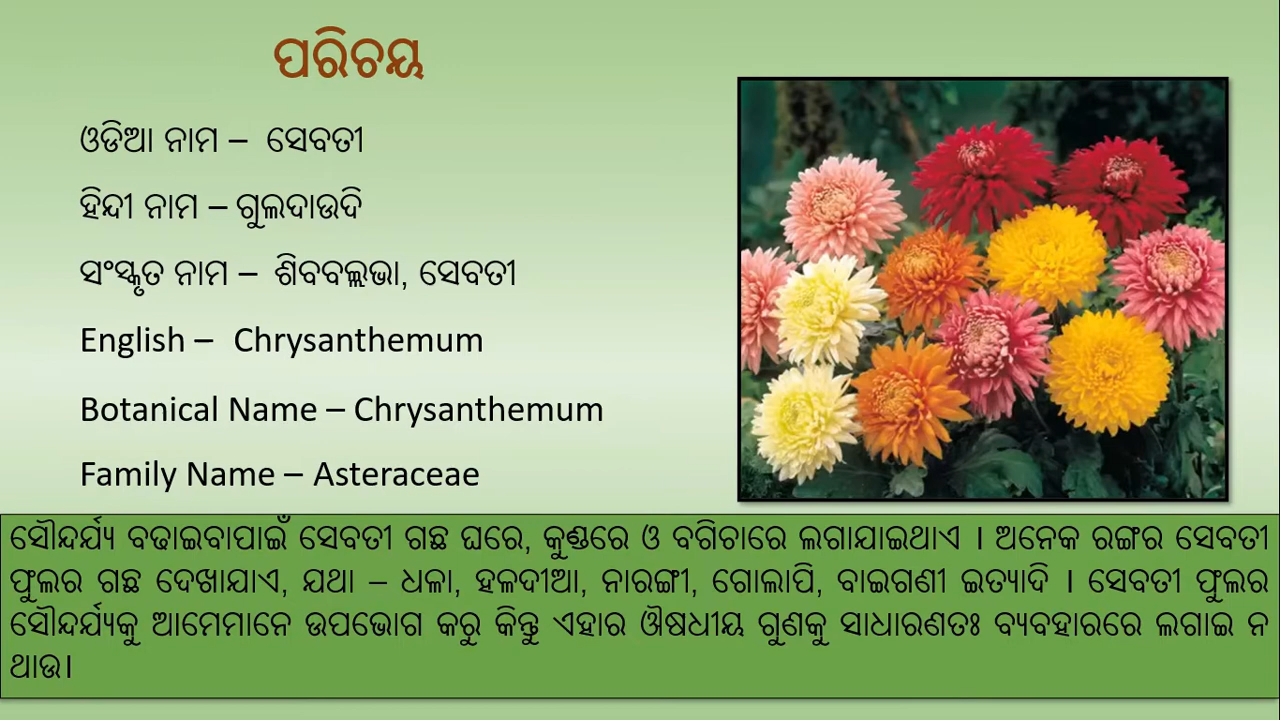 ପରିଚୟ
ଓଡିଆ ନାମ – ସେବତୀ
ହିନ୍ଦୀ ନାମ – ଗୁଲଦାଉଦି
ସଂସ୍କୃତ ନାମ – ଶିବବଲ୍ଲଭା, ସେବତୀ
English – Chrysanthemum
Botanical Name – Chrysanthemum
Family Name – Asteraceae
ସୌନ୍ଦର୍ଯ୍ୟ ବଢାଇବାପାଇଁ ସେବତୀ ଗଛ ଘରେ, କୁଣ୍ଡରେ ଓ ବଗିଚାରେ ଲଗାଯାଇଥାଏ । ଅନେକ ରଙ୍ଗର ସେବତୀ
ଫୁଲର ଗଛ ଦେଖାଯାଏ, ଯଥା – ଧଳା, ହଳଦୀଆ, ନାରଙ୍ଗୀ, ଗୋଲାପି, ବାଇଗଣୀ ଇତ୍ୟାଦି । ସେବତୀ ଫୁଲର
ସୌନ୍ଦର୍ଯ୍ୟକୁ ଆମେମାନେ ଉପଭୋଗ କରୁ କିନ୍ତୁ ଏହାର ଔଷଧୀୟ ଗୁଣକୁ ସାଧାରଣତଃ ବ୍ୟବହାରରେ ଲଗାଇ ନ
ଥାଉ।